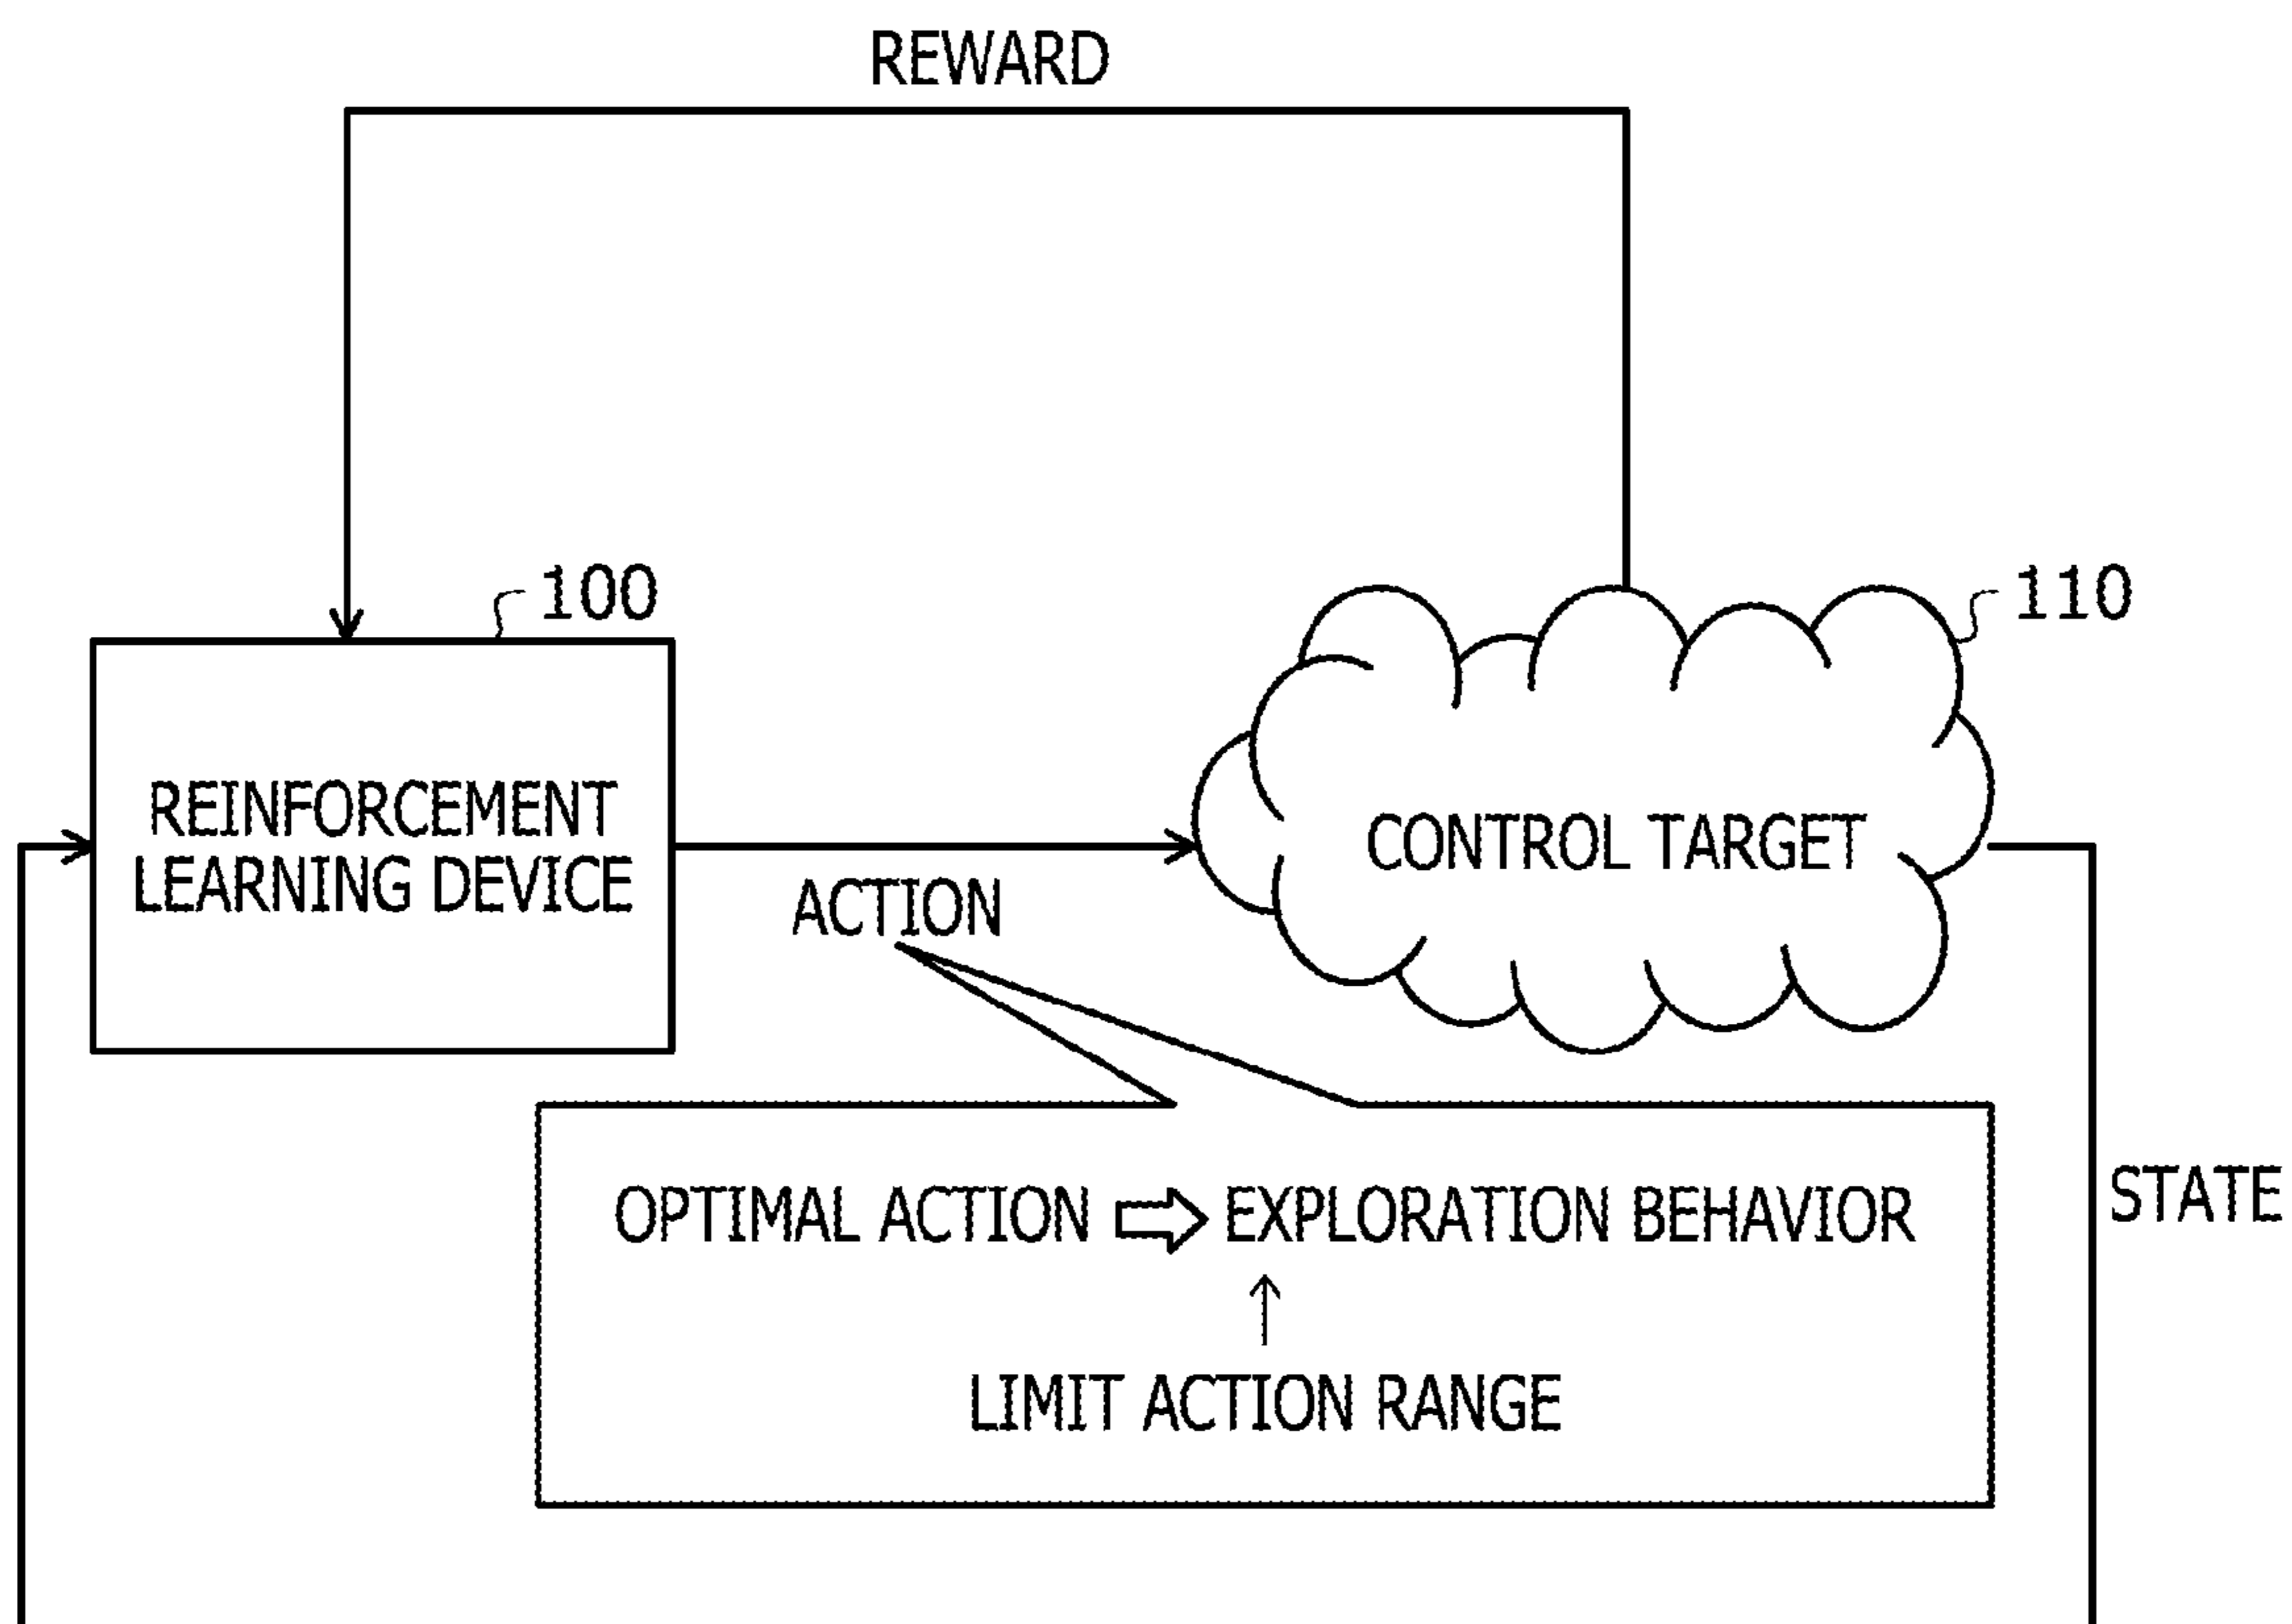 REWARD
100
110
REINFORCEMENT
LEARNING DEVICE
CONTROL TARGET
ACTION
OPTIMAL ACTION ⇨ EXPLORATION BEHAVIOR
STATE
↑
LIMIT ACTION RANGE